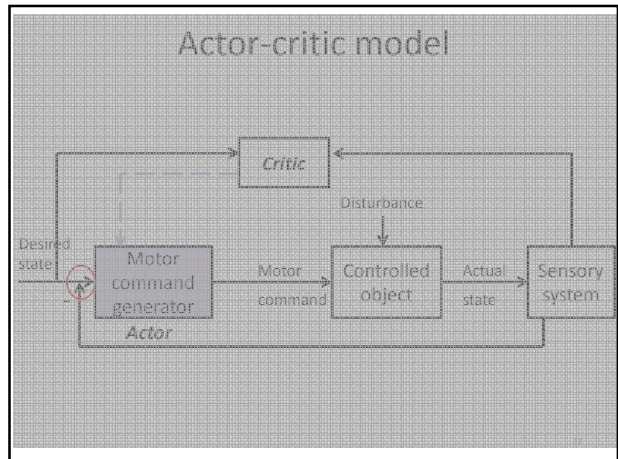 Actor-critic model
Critic
Disturbance
Desired
state
Motor
command
generator
Motor
command
Controlled
object
Actual
state
Sensory
system
-
Actor